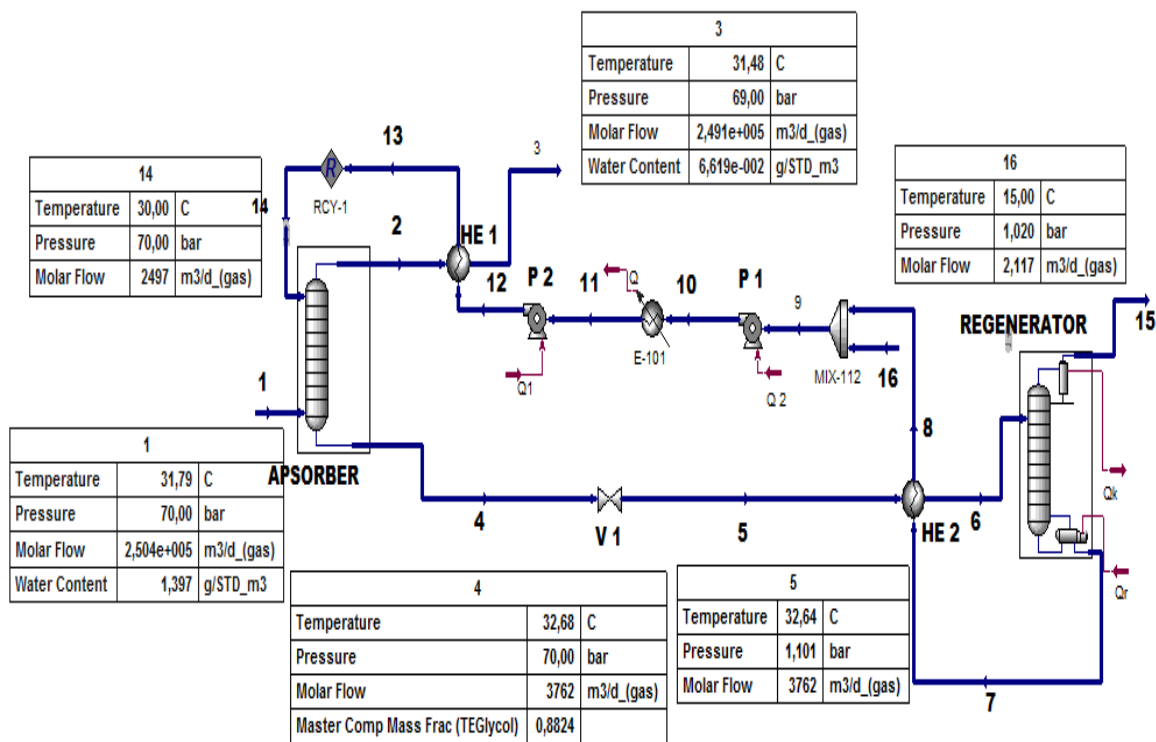 3
Temperature 31,48 C
Pressure 69,00 bar
Molar Flow 2,491e+005 m3/d_(gas)
Water Content 6,619e-002 g/STD_m3
14
Temperature 30,00 C
Pressure 70,00 bar
Molar Flow 2497 m3/d_(gas)
16
Temperature 15,00 C
Pressure 1,020 bar
Molar Flow 2,117 m3/d_(gas)
13
3
R
RCY-1
14
2
HE 1
12
P 2
11
Q
10
P 1
9
E-101
Q1
Q 2
MIX-112
16
REGENERATOR
15
1
APSORBER
8
4
V 1
5
HE 2
6
Qk
Qr
7
1
Temperature 31,79 C
Pressure 70,00 bar
Molar Flow 2,504e+005 m3/d_(gas)
Water Content 1,397 g/STD_m3
4
Temperature 32,68 C
Pressure 70,00 bar
Molar Flow 3762 m3/d_(gas)
Master Comp Mass Frac (TEGlycol) 0,8824
5
Temperature 32,64 C
Pressure 1,101 bar
Molar Flow 3762 m3/d_(gas)